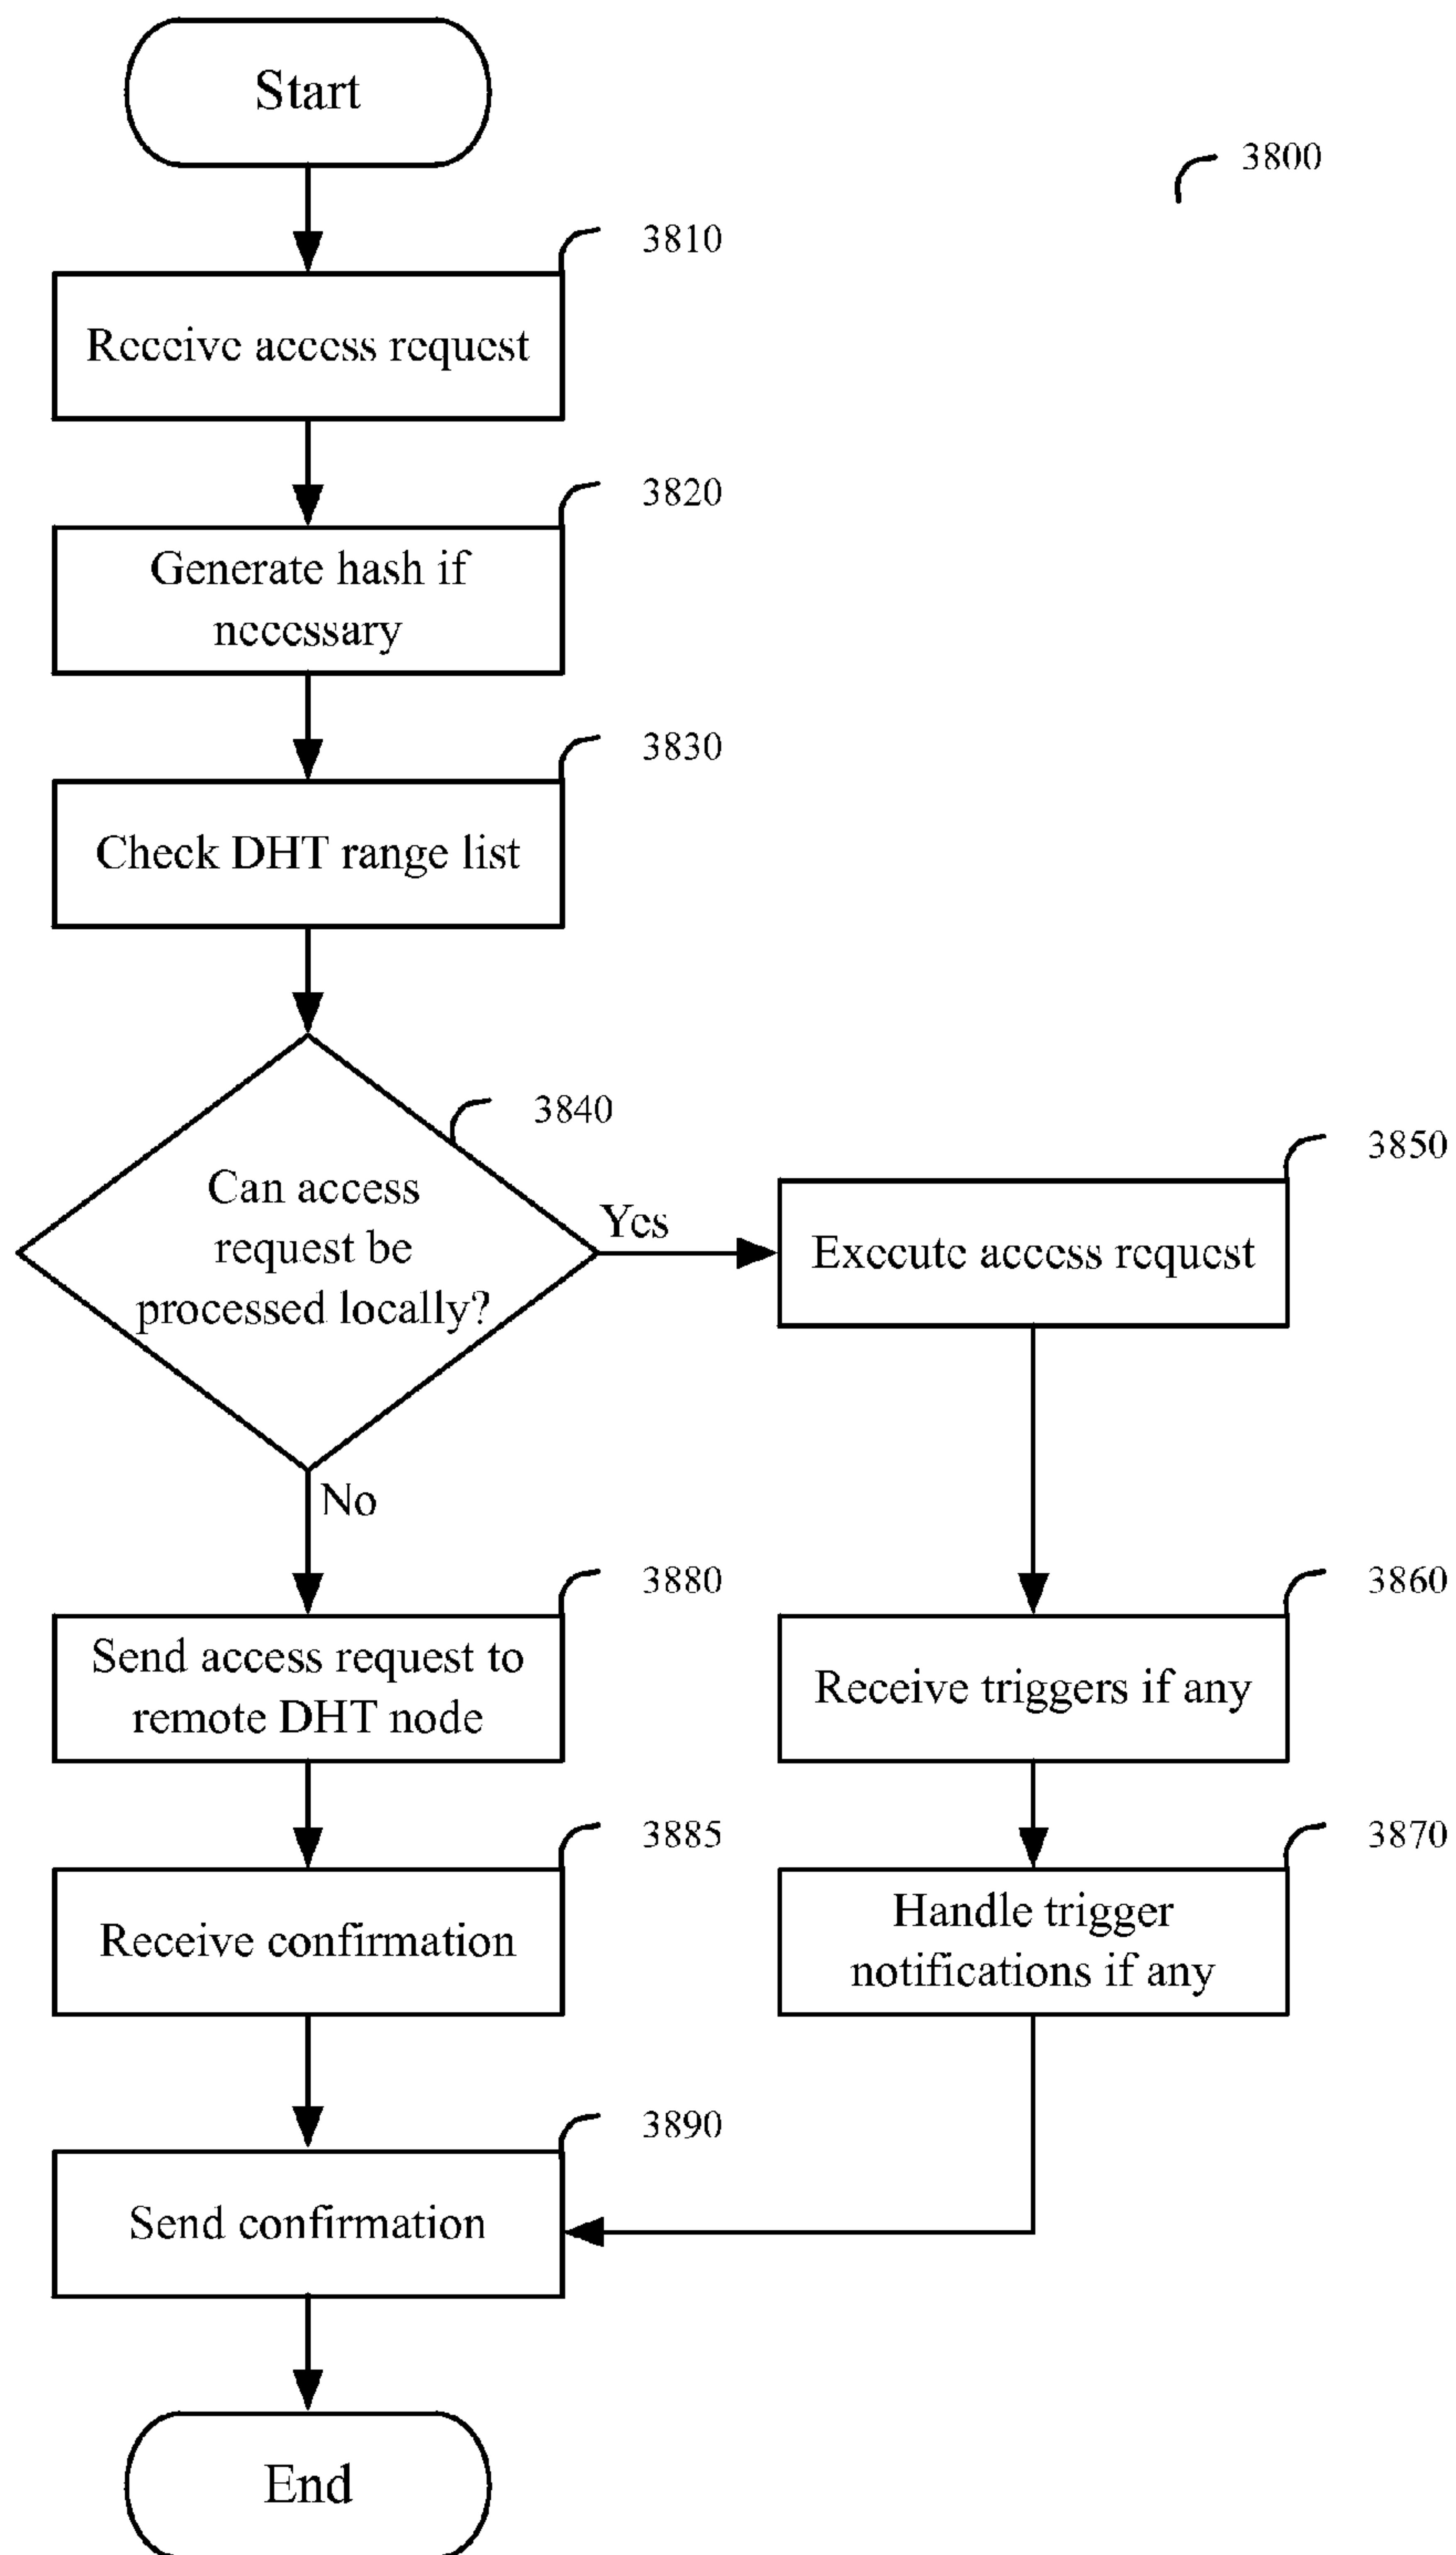 Start
3800
3810
Receive access request
3820
Generate hash if
necessary
3830
Check DHT range list
3840
Can access
request be
processed locally?
Yes
3850
Execute access request
No
3880
Send access request to
remote DHT node
3860
Receive triggers if any
3885
Receive confirmation
3870
Handle trigger
notifications if any
3890
Send confirmation
End